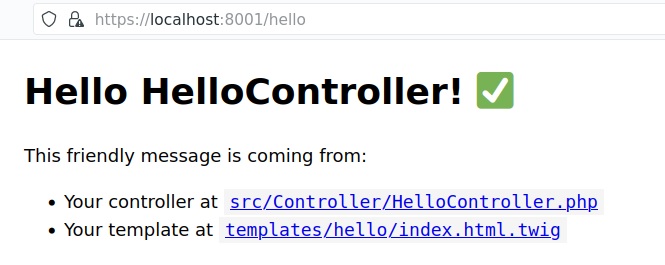 https://localhost:8001/hello
Hello HelloController! ✅
This friendly message is coming from:
• Your controller at src/Controller/HelloController.php
• Your template at templates/hello/index.html.twig